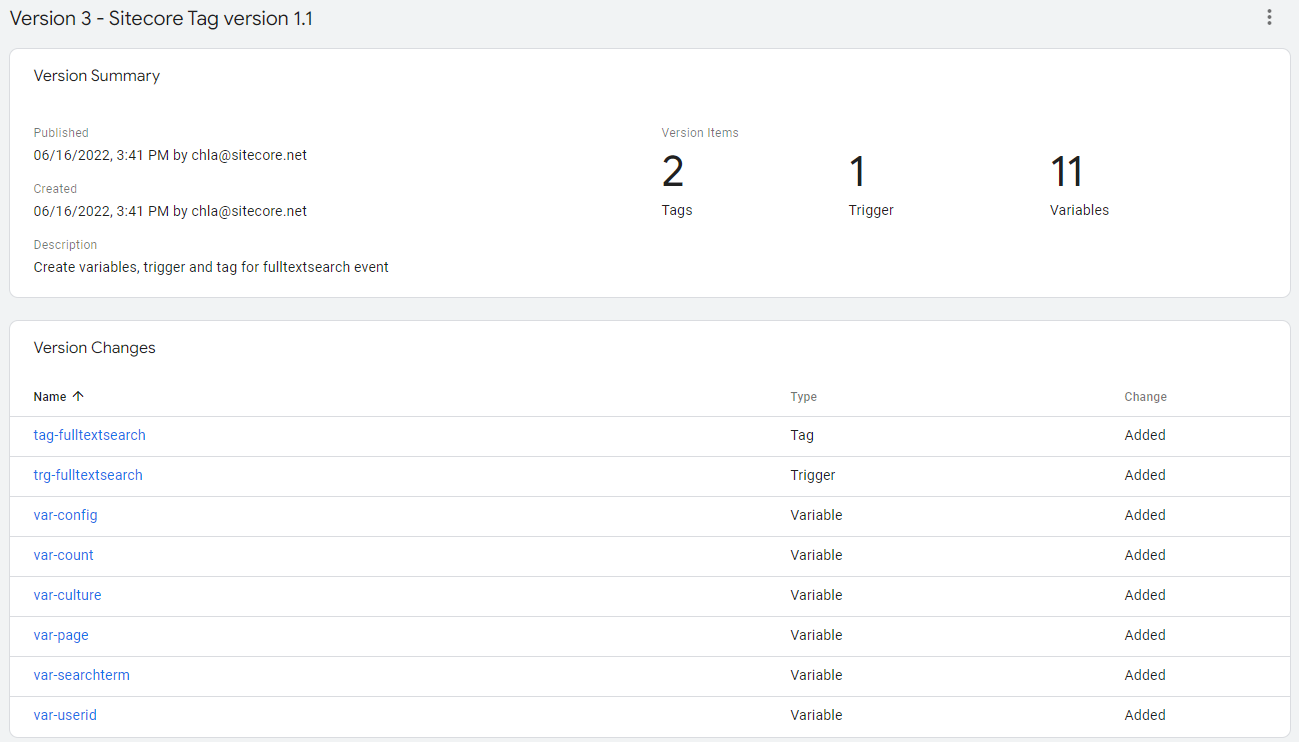 Version 3 - Sitecore Tag version 1.1
Version Summary
Published
06/16/2022, 3:41 PM by chla@sitecore.net
Created
06/16/2022, 3:41 PM by chla@sitecore.net
Description
Create variables, trigger and tag for fulltextsearch event
Version Items
2 1 11
Tags Trigger Variables
Version Changes
Name Type Change
tag-fulltextsearch Tag Added
trg-fulltextsearch Trigger Added
var-config Variable Added
var-count Variable Added
var-culture Variable Added
var-page Variable Added
var-searchterm Variable Added
var-userid Variable Added